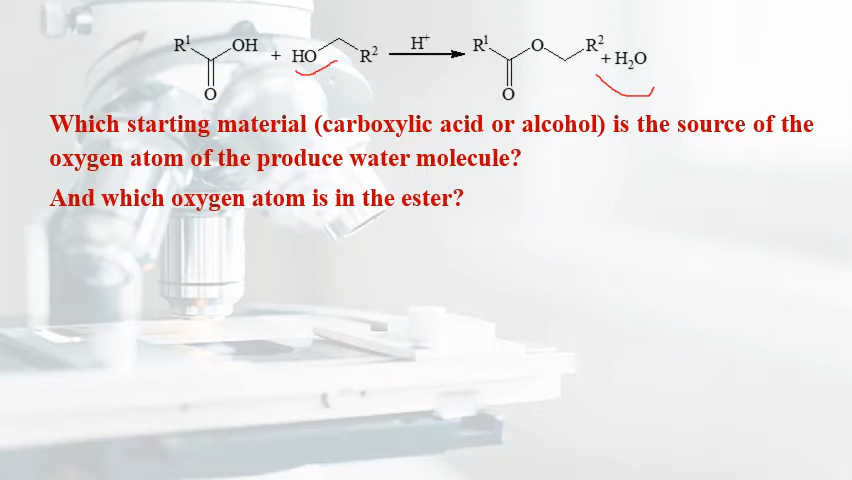 R¹ OH + HO R² H⁺ R¹ O R² + H₂O
O O
Which starting material (carboxylic acid or alcohol) is the source of the
oxygen atom of the produce water molecule?
And which oxygen atom is in the ester?